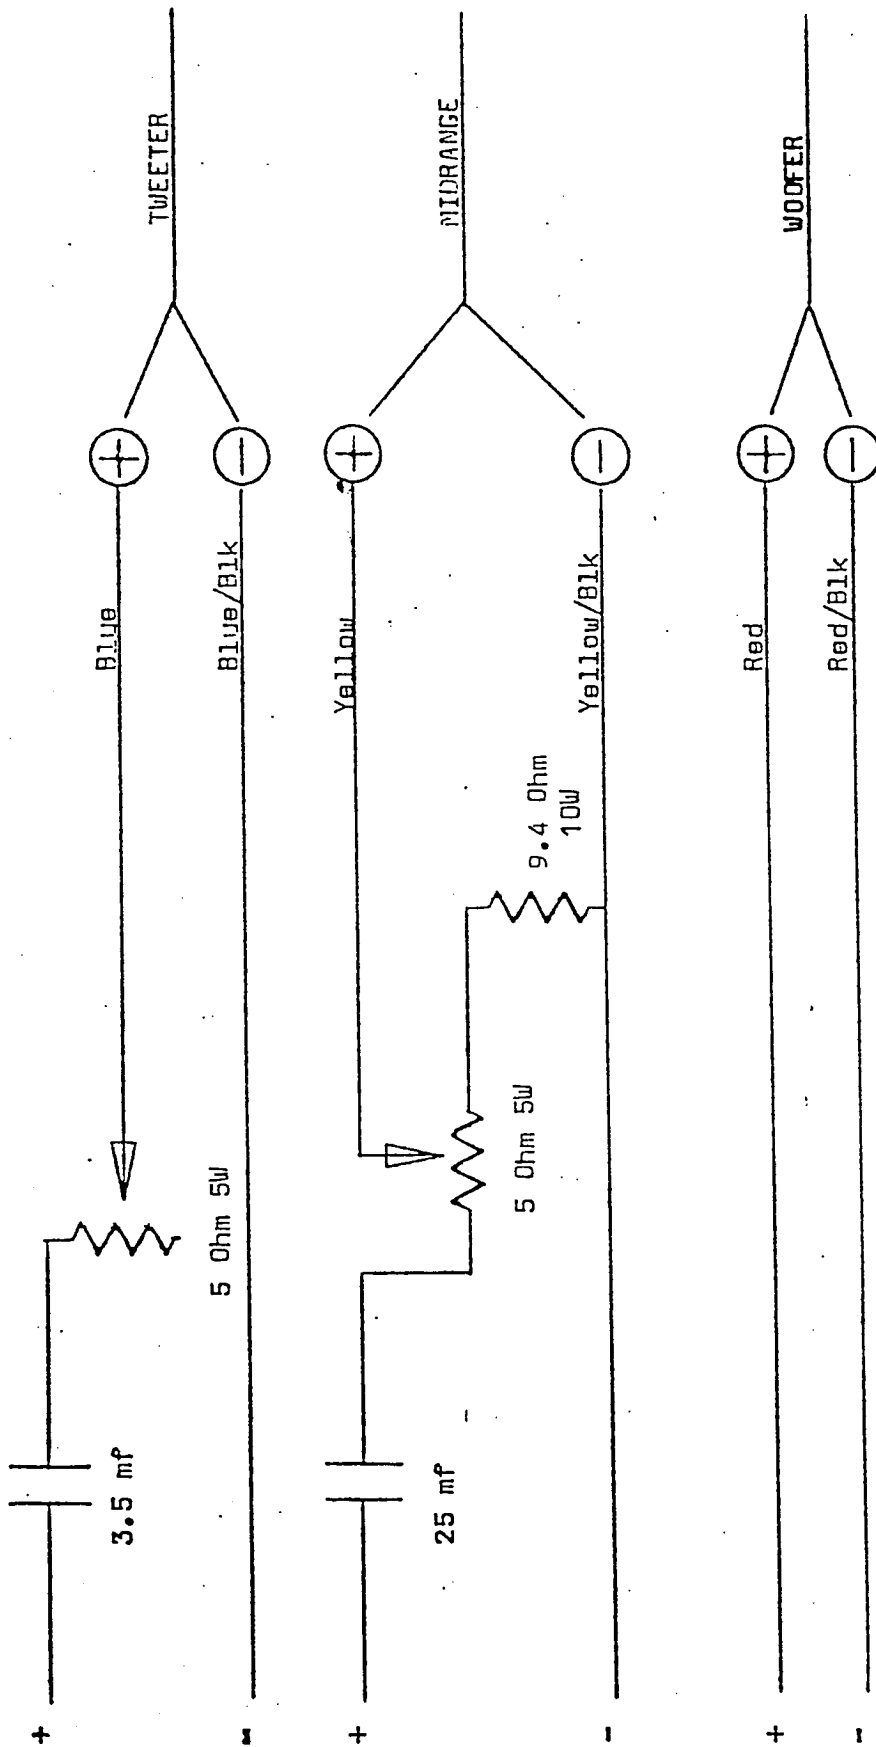 TWEETER
Blue
Blue/Blk
5 Ohm 5W
3.5 mf
+
-
MIDRANGE
Yellow
Yellow/Blk
9.4 Ohm
10W
5 Ohm 5W
25 mf
+
-
WOOFER
Red
Red/Blk
+
-